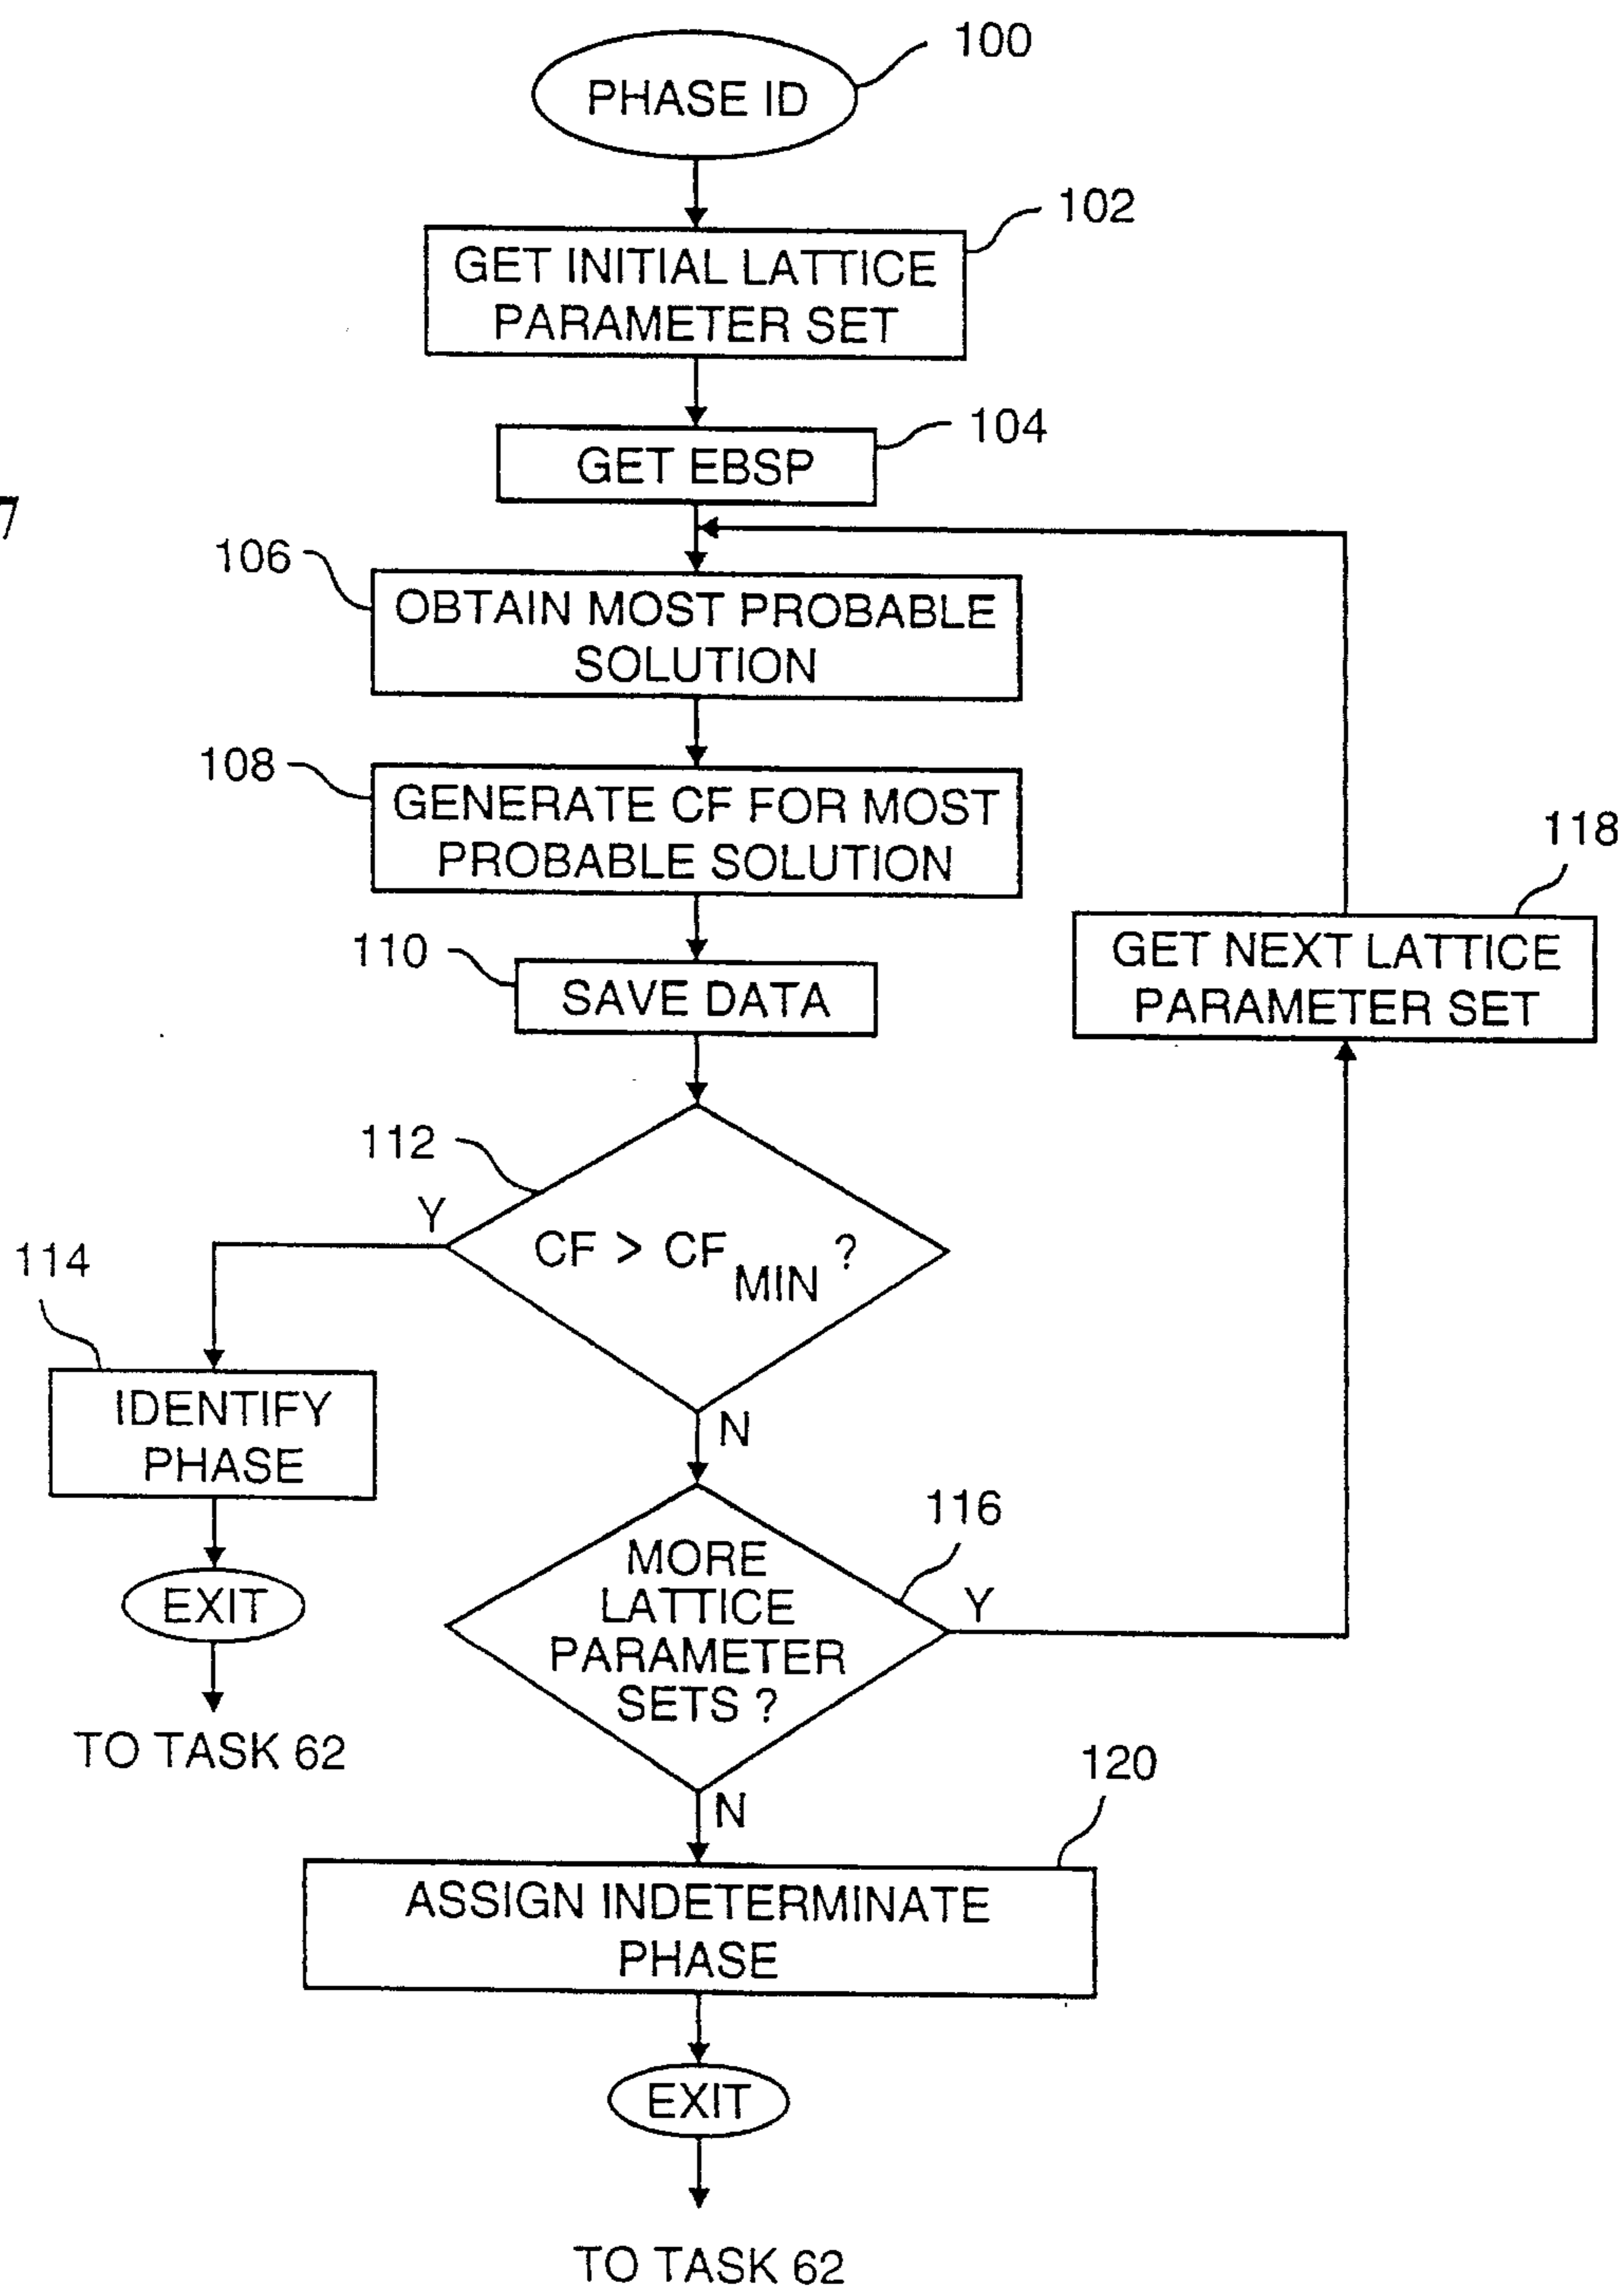 100
PHASE ID
102
GET INITIAL LATTICE
PARAMETER SET
104
GET EBSP
7
106
OBTAIN MOST PROBABLE
SOLUTION
108
GENERATE CF FOR MOST
PROBABLE SOLUTION
118
GET NEXT LATTICE
PARAMETER SET
110
SAVE DATA
112
Y
CF > CF MIN ?
114
IDENTIFY
PHASE
N
EXIT
TO TASK 62
116
MORE
LATTICE
PARAMETER
SETS ?
Y
N
120
ASSIGN INDETERMINATE
PHASE
EXIT
TO TASK 62